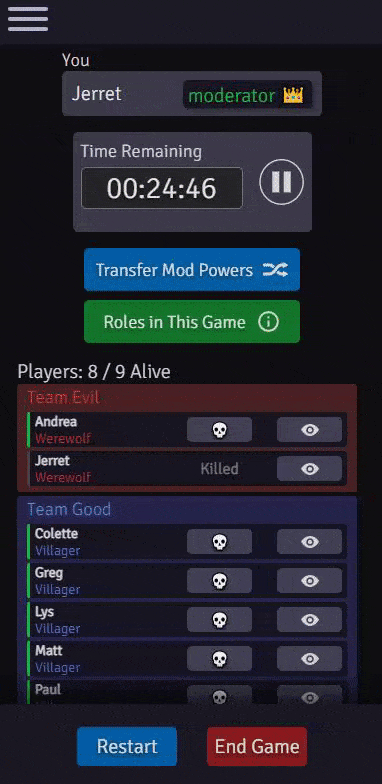 You
Jerret moderator
Time Remaining
00:24:46
Transfer Mod Powers
Roles in This Game
Players: 8 / 9 Alive
Team Evil
Andrea
Werewolf
Jerret Killed
Werewolf
Team Good
Colette
Villager
Greg
Villager
Lys
Villager
Matt
Villager
Paul
Restart End Game